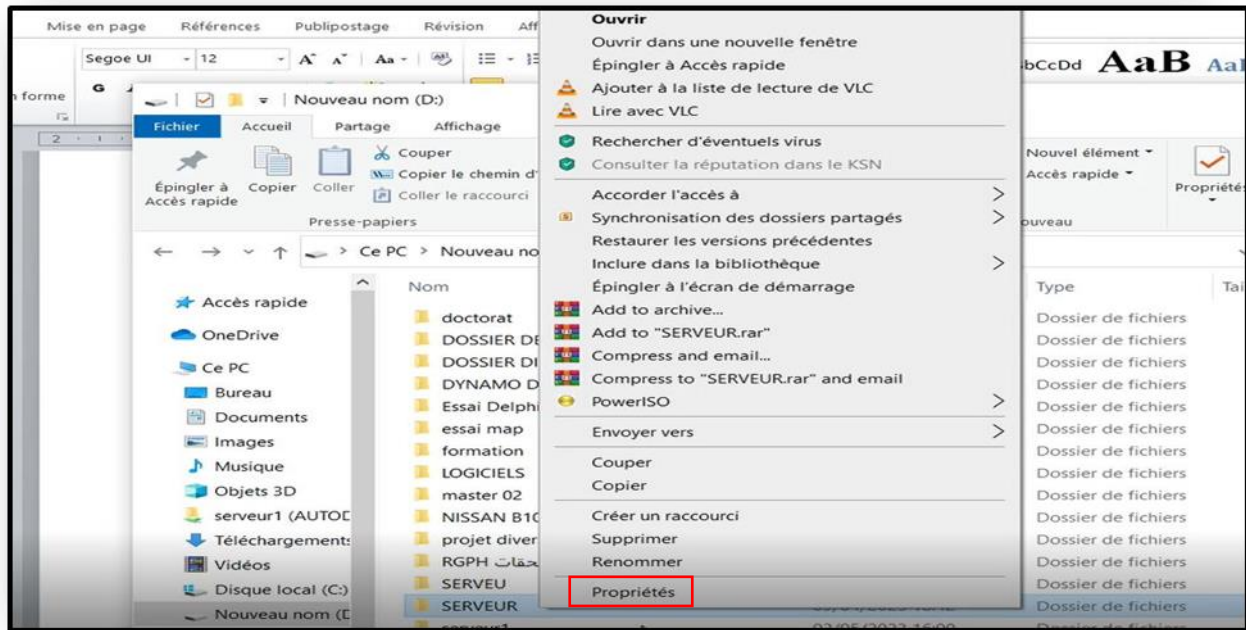 Mise en page Références Publipostage Révision Aff
Segoe UI 12 A A Aa
bCcDd AaB AaI
forme G
Nouveau nom (D:)
2 1
Fichier Accueil Partage Affichage
Couper
Copier le chemin d'
Coller le raccourci
Épingler à Accès rapide
Copier
Coller
Presse-papiers
Nouvel élément
Accès rapide
Propriétés
ouveau
Ce PC > Nouveau no
Nom Type Tai
Accès rapide
OneDrive
Ce PC
Bureau
Documents
Images
Musique
Objets 3D
serveur1 (AUTOD
Téléchargements
Vidéos
Disque local (C:)
Nouveau nom (D
doctorat Dossier de fichiers
DOSSIER DE Dossier de fichiers
DOSSIER DI Dossier de fichiers
DYNAMO D Dossier de fichiers
Essai Delphi Dossier de fichiers
essai map Dossier de fichiers
formation Dossier de fichiers
LOGICIELS Dossier de fichiers
master 02 Dossier de fichiers
NISSAN B10 Dossier de fichiers
projet diver Dossier de fichiers
RGPH Dossier de fichiers
SERVEU Dossier de fichiers
SERVEUR Dossier de fichiers
Ouvrir
Ouvrir dans une nouvelle fenêtre
Épingler à Accès rapide
Ajouter à la liste de lecture de VLC
Lire avec VLC
Rechercher d'éventuels virus
Consulter la réputation dans le KSN
Accorder l'accès à
Synchronisation des dossiers partagés
Restaurer les versions précédentes
Inclure dans la bibliothèque
Épingler à l'écran de démarrage
Add to archive...
Add to "SERVEUR.rar"
Compress and email...
Compress to "SERVEUR.rar" and email
PowerISO
Envoyer vers
Couper
Copier
Créer un raccourci
Supprimer
Renommer
Propriétés